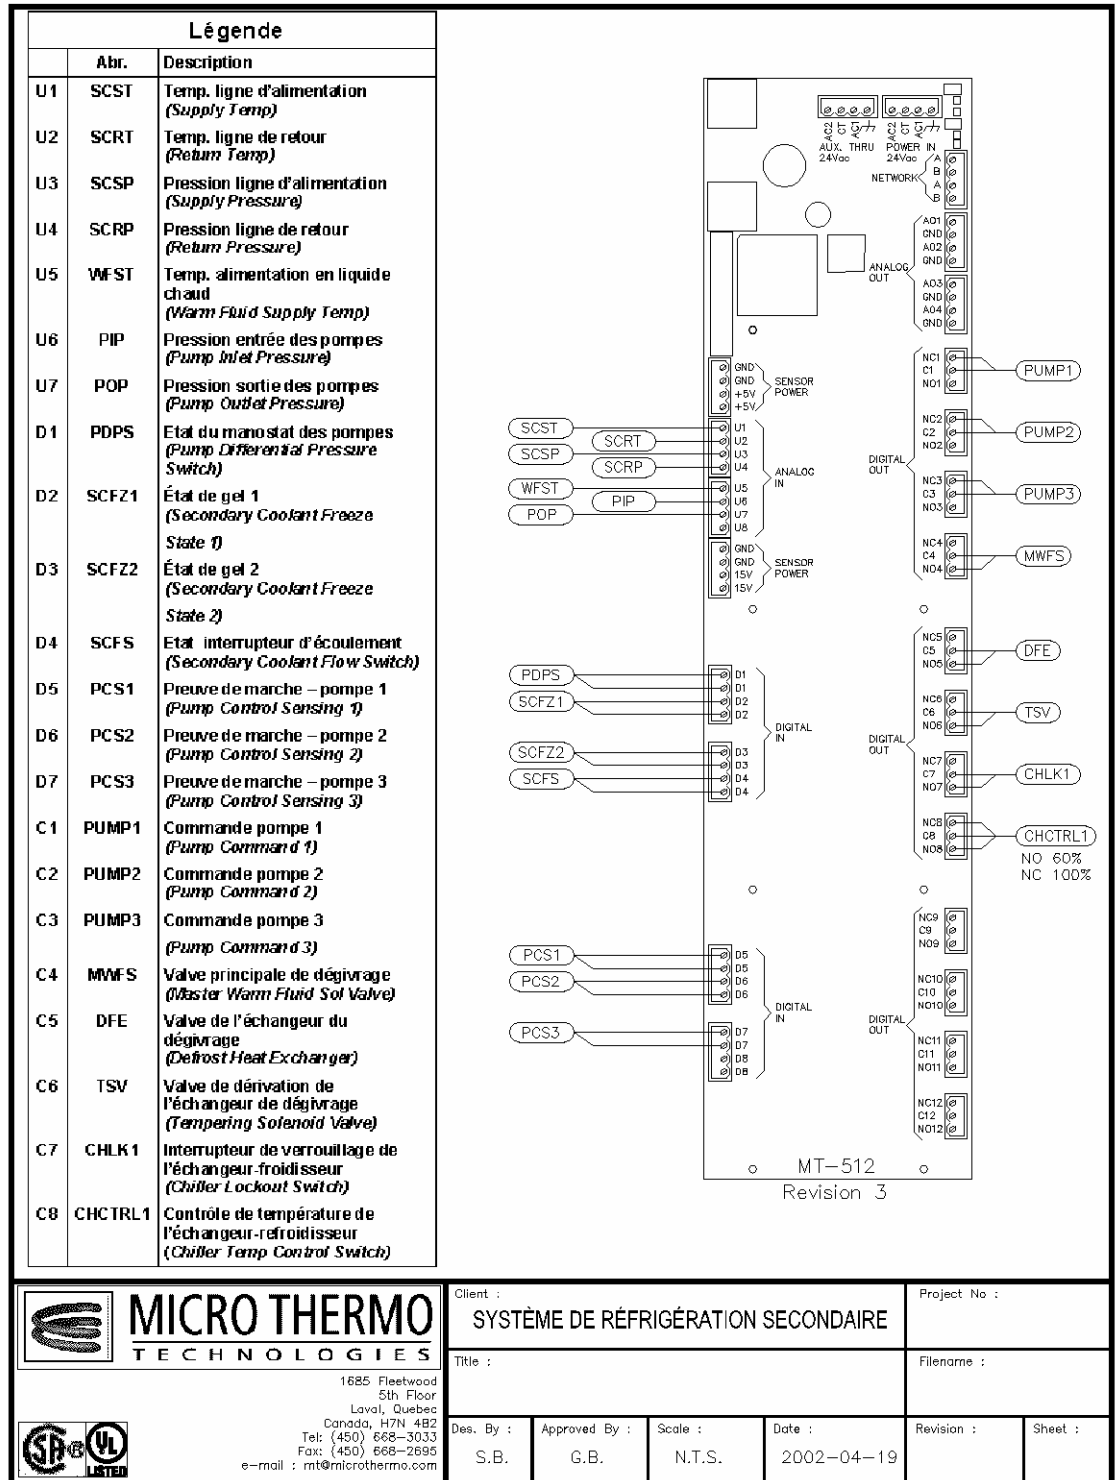 Légende
Abr. Description
U1 SCST Temp. ligne d'alimentation
(Supply Temp)
U2 SCRT Temp. ligne de retour
(Return Temp)
U3 SCSP Pression ligne d'alimentation
(Supply Pressure)
U4 SCRP Pression ligne de retour
(Return Pressure)
U5 WFST Temp. alimentation en liquide
chaud
(Warm Fluid Supply Temp)
U6 PIP Pression entrée des pompes
(Pump Inlet Pressure)
U7 POP Pression sortie des pompes
(Pump Outlet Pressure)
D1 PDPS Etat du manostat des pompes
(Pump Differential Pressure
Switch)
D2 SCFZ1 État de gel 1
(Secondary Coolant Freeze
State 1)
D3 SCFZ2 État de gel 2
(Secondary Coolant Freeze
State 2)
D4 SCFS Etat interrupteur d'écoulement
(Secondary Coolant Flow Switch)
D5 PCS1 Preuve de marche – pompe 1
(Pump Control Sensing 1)
D6 PCS2 Preuve de marche – pompe 2
(Pump Control Sensing 2)
D7 PCS3 Preuve de marche – pompe 3
(Pump Control Sensing 3)
C1 PUMP1 Commande pompe 1
(Pump Command 1)
C2 PUMP2 Commande pompe 2
(Pump Command 2)
C3 PUMP3 Commande pompe 3
(Pump Command 3)
C4 MWFS Valve principale de dégivrage
(Master Warm Fluid Sol Valve)
C5 DFE Valve de l'échangeur du
dégivrage
(Defrost Heat Exchanger)
C6 TSV Valve de dérivation de
l'échangeur de dégivrage
(Tempering Solenoid Valve)
C7 CHLK1 Interrupteur de verrouillage de
l'échangeur-froidisseur
(Chiller Lockout Switch)
C8 CHCTRL1 Contrôle de température de
l'échangeur-refroidisseur
(Chiller Temp Control Switch)
AC2 CT AC1 AC2 CT AC1
AUX. THRU POWER IN
24Vac 24Vac
NETWORK
A
B
A
B
ANALOG
OUT
AO1
GND
AO2
GND
AO3
GND
AO4
GND
GND
GND
+5V
+5V
SENSOR
POWER
SCST
SCRT
SCSP
SCRP
U1
U2
U3
U4
ANALOG
IN
WFST
PIP
POP
U5
U6
U7
U8
GND
GND
15V
15V
SENSOR
POWER
DIGITAL
OUT
NC1
C1
NO1
PUMP1
NC2
C2
NO2
PUMP2
NC3
C3
NO3
PUMP3
NC4
C4
NO4
MWFS
PDPS
SCFZ1
D1
D1
D2
D2
DIGITAL
IN
SCFZ2
SCFS
D3
D3
D4
D4
DIGITAL
OUT
NC5
C5
NO5
DFE
NC6
C6
NO6
TSV
NC7
C7
NO7
CHLK1
NC8
C8
NO8
CHCTRL1
NO 60%
NC 100%
PCS1
PCS2
D5
D5
D6
D6
DIGITAL
IN
PCS3
D7
D7
D8
D8
DIGITAL
OUT
NC9
C9
NO9
NC10
C10
NO10
NC11
C11
NO11
NC12
C12
NO12
MT-512
Revision 3
MICRO THERMO
TECHNOLOGIES
1685 Fleetwood
5th Floor
Laval, Quebec
Canada, H7N 4B2
Tel: (450) 668-3033
Fax: (450) 668-2695
e-mail : mt@microthermo.com
SA
UL
LISTED
Client :
SYSTÈME DE RÉFRIGÉRATION SECONDAIRE
Project No :
Title :
Filename :
Des. By : Approved By : Scale : Date : Revision : Sheet :
S.B. G.B. N.T.S. 2002-04-19